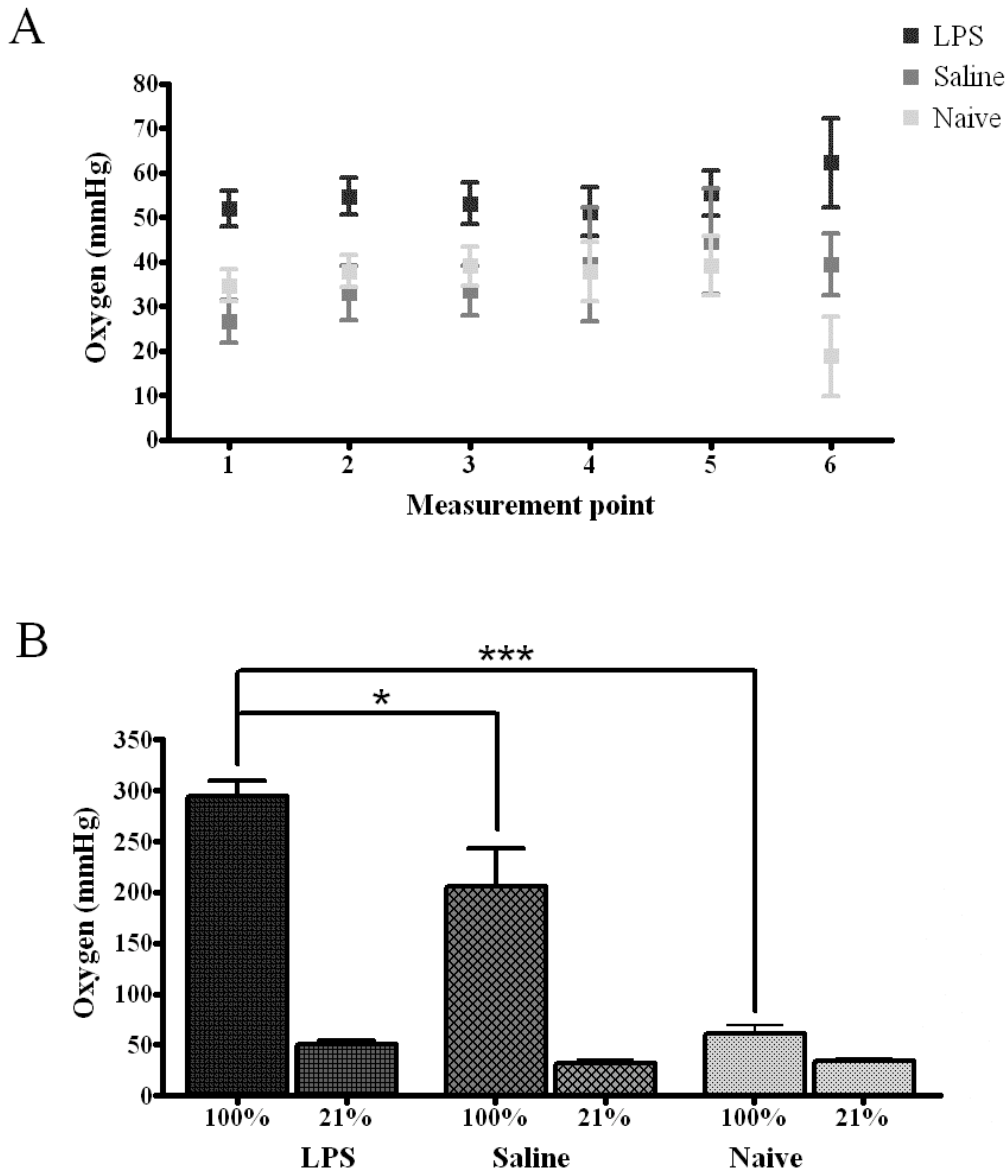 A
LPS
Saline
Naive
80
70
60
50
40
30
20
10
0
Oxygen (mmHg)
1 2 3 4 5 6
Measurement point
B
***
*
350
300
250
200
150
100
50
0
Oxygen (mmHg)
100% 21% 100% 21% 100% 21%
LPS Saline Naive